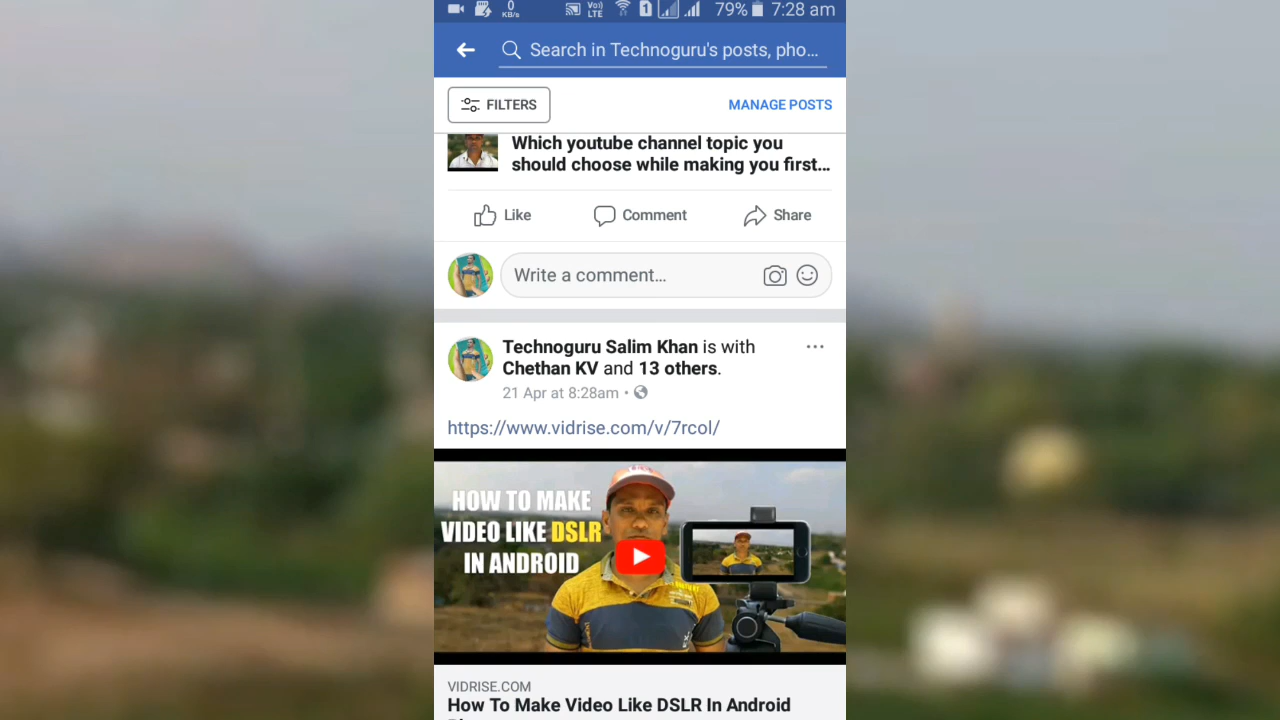 0
KB/s
Vo))
LTE
1
79%
7:28 am
Search in Technoguru's posts, pho...
FILTERS
MANAGE POSTS
Which youtube channel topic you
should choose while making you first...
Like
Comment
Share
Write a comment...
Technoguru Salim Khan is with
Chethan KV and 13 others.
21 Apr at 8:28am •
https://www.vidrise.com/v/7rcol/
HOW TO MAKE
VIDEO LIKE DSLR
IN ANDROID
VIDRISE.COM
How To Make Video Like DSLR In Android